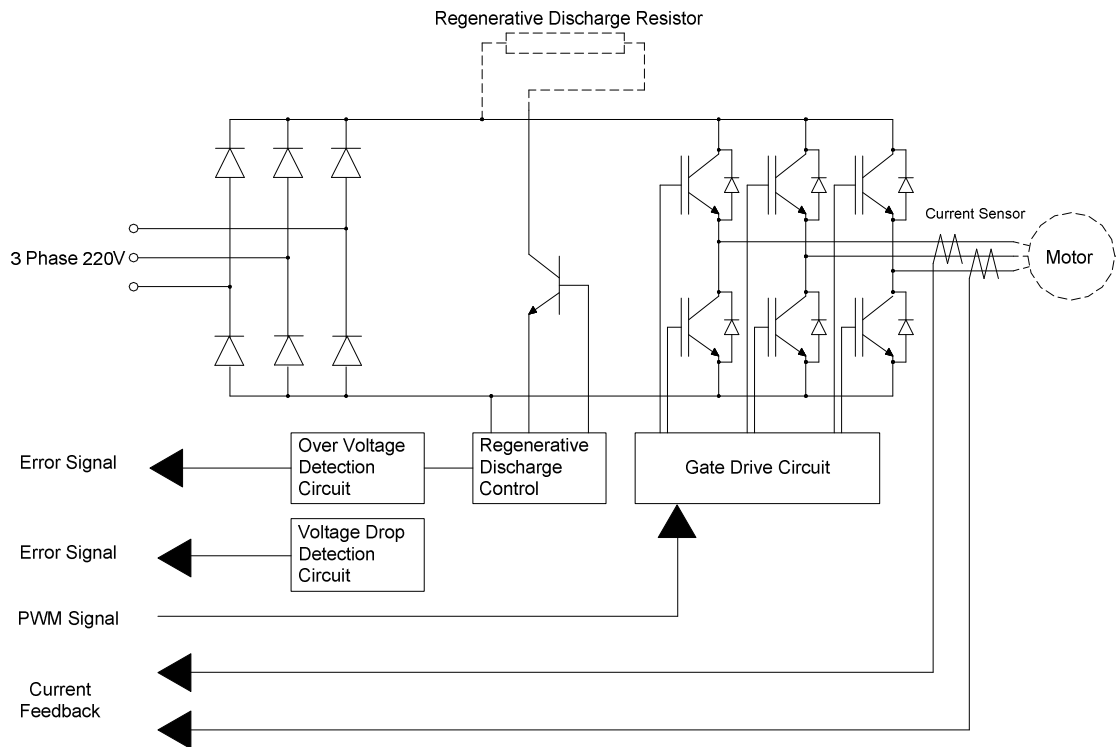 Regenerative Discharge Resistor
Current Sensor
3 Phase 220V
Motor
Error Signal
Over Voltage
Detection
Circuit
Regenerative
Discharge
Control
Gate Drive Circuit
Error Signal
Voltage Drop
Detection
Circuit
PWM Signal
Current
Feedback